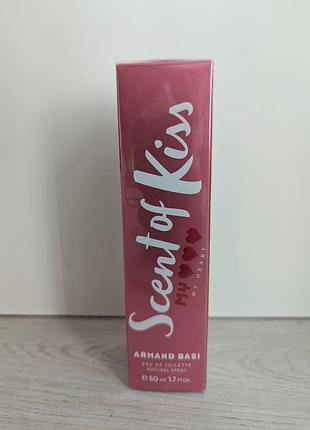 Scent of Kiss
MY
MY HEART
ARMAND BASI
EAU DE TOILETTE
NATURAL SPRAY
e 50 ml 1.7 Fl.Oz.